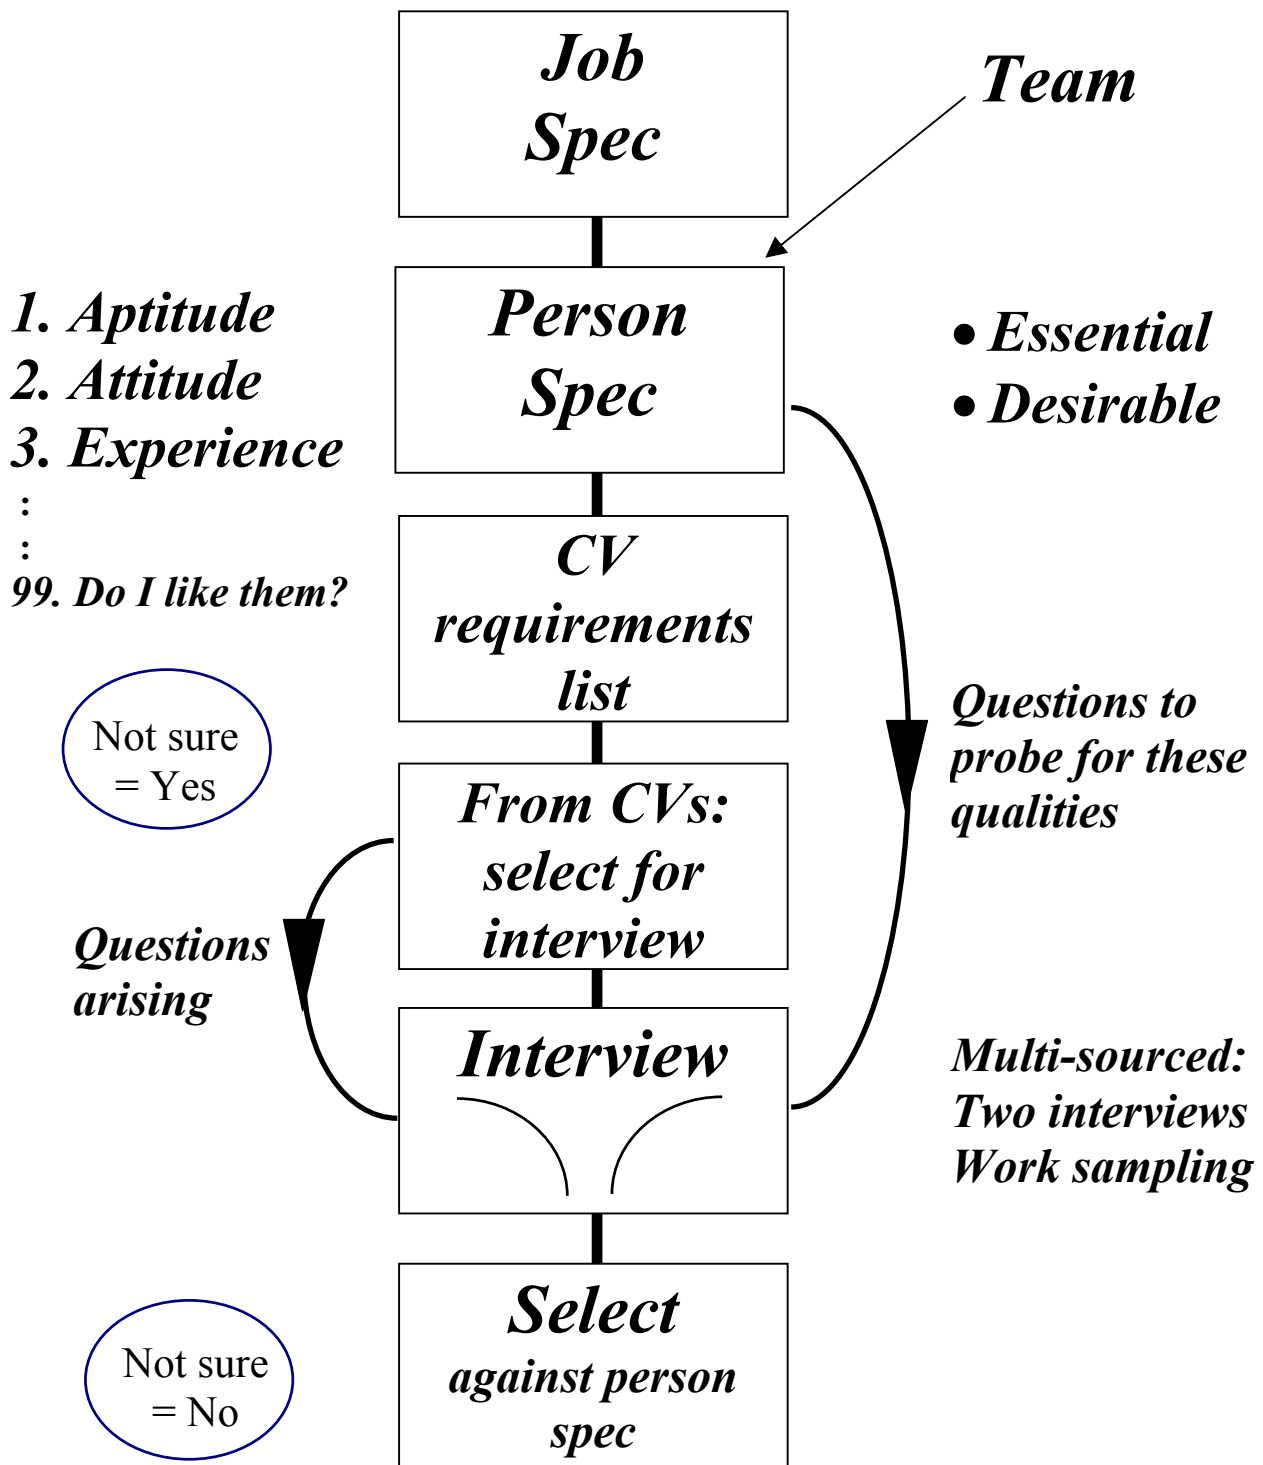 Job
Spec
Team
1. Aptitude
2. Attitude
3. Experience
:
:
99. Do I like them?
Person
Spec
• Essential
• Desirable
CV
requirements
list
Not sure
= Yes
From CVs:
select for
interview
Questions to
probe for these
qualities
Questions
arising
Interview
Multi-sourced:
Two interviews
Work sampling
Select
against person
spec
Not sure
= No